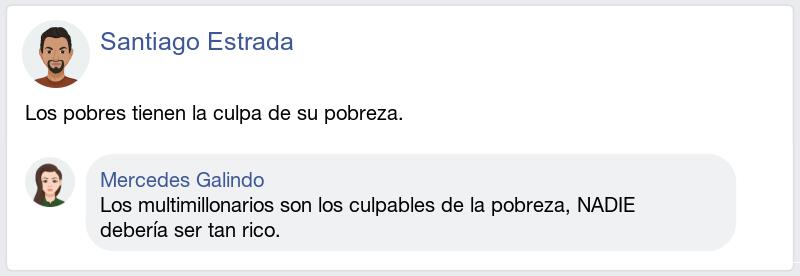 Santiago Estrada
Los pobres tienen la culpa de su pobreza.
Mercedes Galindo
Los multimillonarios son los culpables de la pobreza, NADIE
debería ser tan rico.